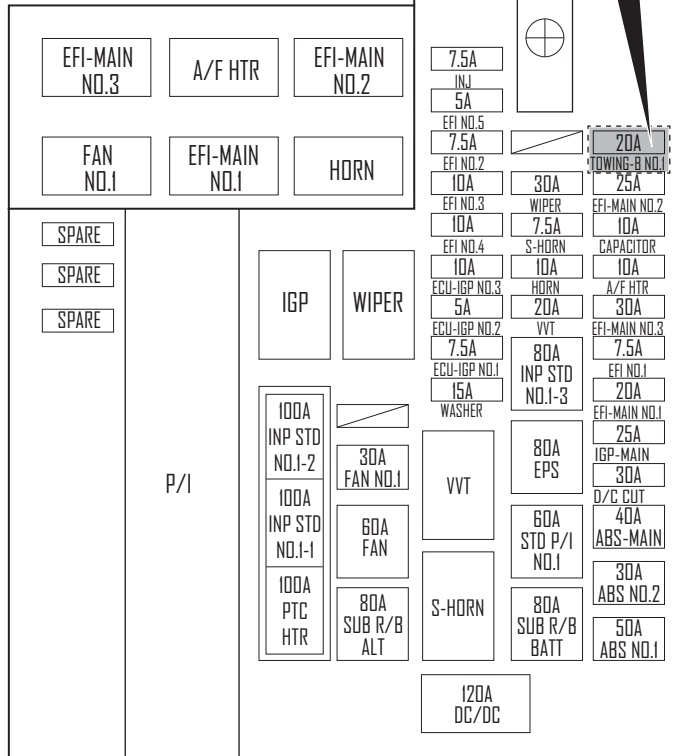 EFI-MAIN
NO.3
A/F HTR
EFI-MAIN
NO.2
FAN
NO.1
EFI-MAIN
NO.1
HORN
SPARE
SPARE
SPARE
P/I
IGP
WIPER
100A
INP STD
NO.1-2
100A
INP STD
NO.1-1
100A
PTC
HTR
30A
FAN NO.1
60A
FAN
80A
SUB R/B
ALT
7.5A
INJ
5A
EFI NO.5
7.5A
EFI NO.2
10A
EFI NO.3
10A
EFI NO.4
10A
ECU-IGP NO.3
5A
ECU-IGP NO.2
7.5A
ECU-IGP NO.1
15A
WASHER
VVT
S-HORN
120A
DC/DC
30A
WIPER
7.5A
S-HORN
10A
HORN
20A
VVT
80A
INP STD
NO.1-3
80A
EPS
60A
STD P/I
NO.1
80A
SUB R/B
BATT
20A
TOWING-B NO.1
25A
EFI-MAIN NO.2
10A
CAPACITOR
10A
A/F HTR
30A
EFI-MAIN NO.3
7.5A
EFI NO.1
20A
EFI-MAIN NO.1
25A
IGP-MAIN
30A
D/C CUT
40A
ABS-MAIN
30A
ABS NO.2
50A
ABS NO.1